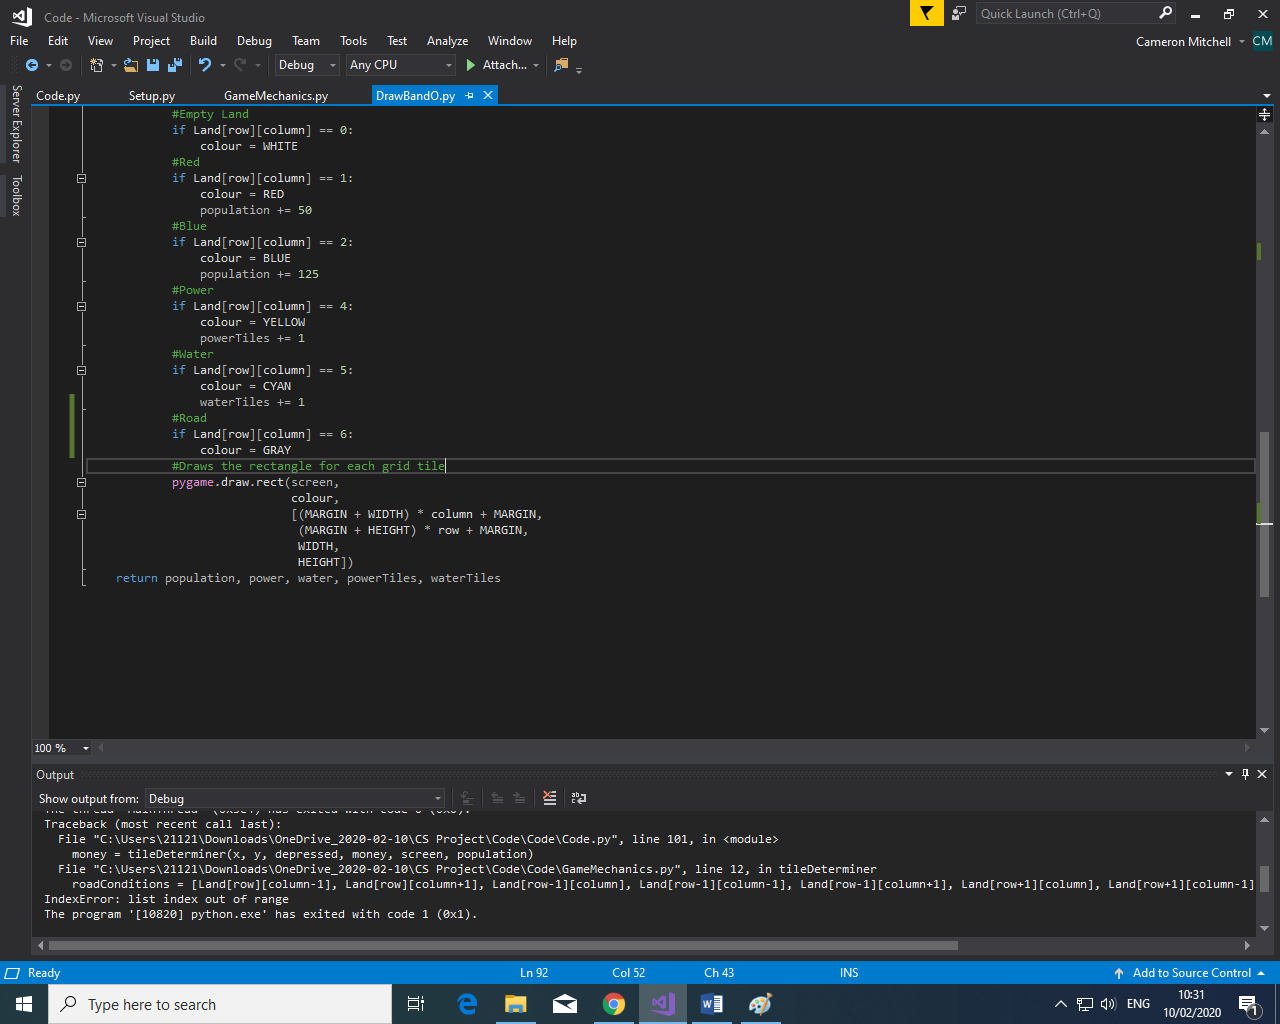 Code - Microsoft Visual Studio
Quick Launch (Ctrl+Q)
File Edit View Project Build Debug Team Tools Test Analyze Window Help
Cameron Mitchell CM
Debug Any CPU Attach...
Server Explorer
Toolbox
Code.py Setup.py GameMechanics.py DrawBandO.py
#Empty Land
if Land[row][column] == 0:
colour = WHITE
#Red
if Land[row][column] == 1:
colour = RED
population += 50
#Blue
if Land[row][column] == 2:
colour = BLUE
population += 125
#Power
if Land[row][column] == 4:
colour = YELLOW
powerTiles += 1
#Water
if Land[row][column] == 5:
colour = CYAN
waterTiles += 1
#Road
if Land[row][column] == 6:
colour = GRAY
#Draws the rectangle for each grid tile
pygame.draw.rect(screen,
colour,
[(MARGIN + WIDTH) * column + MARGIN,
(MARGIN + HEIGHT) * row + MARGIN,
WIDTH,
HEIGHT])
return population, power, water, powerTiles, waterTiles
100 %
Output
Show output from: Debug
Traceback (most recent call last):
File "C:\Users\21121\Downloads\OneDrive_2020-02-10\CS Project\Code\Code\Code.py", line 101, in <module>
money = tileDeterminer(x, y, depressed, money, screen, population)
File "C:\Users\21121\Downloads\OneDrive_2020-02-10\CS Project\Code\Code\GameMechanics.py", line 12, in tileDeterminer
roadConditions = [Land[row][column-1], Land[row][column+1], Land[row-1][column], Land[row-1][column-1], Land[row-1][column+1], Land[row+1][column], Land[row+1][column-1]
IndexError: list index out of range
The program '[10820] python.exe' has exited with code 1 (0x1).
Ready Ln 92 Col 52 Ch 43 INS Add to Source Control
Type here to search
ENG
10:31
10/02/2020
1